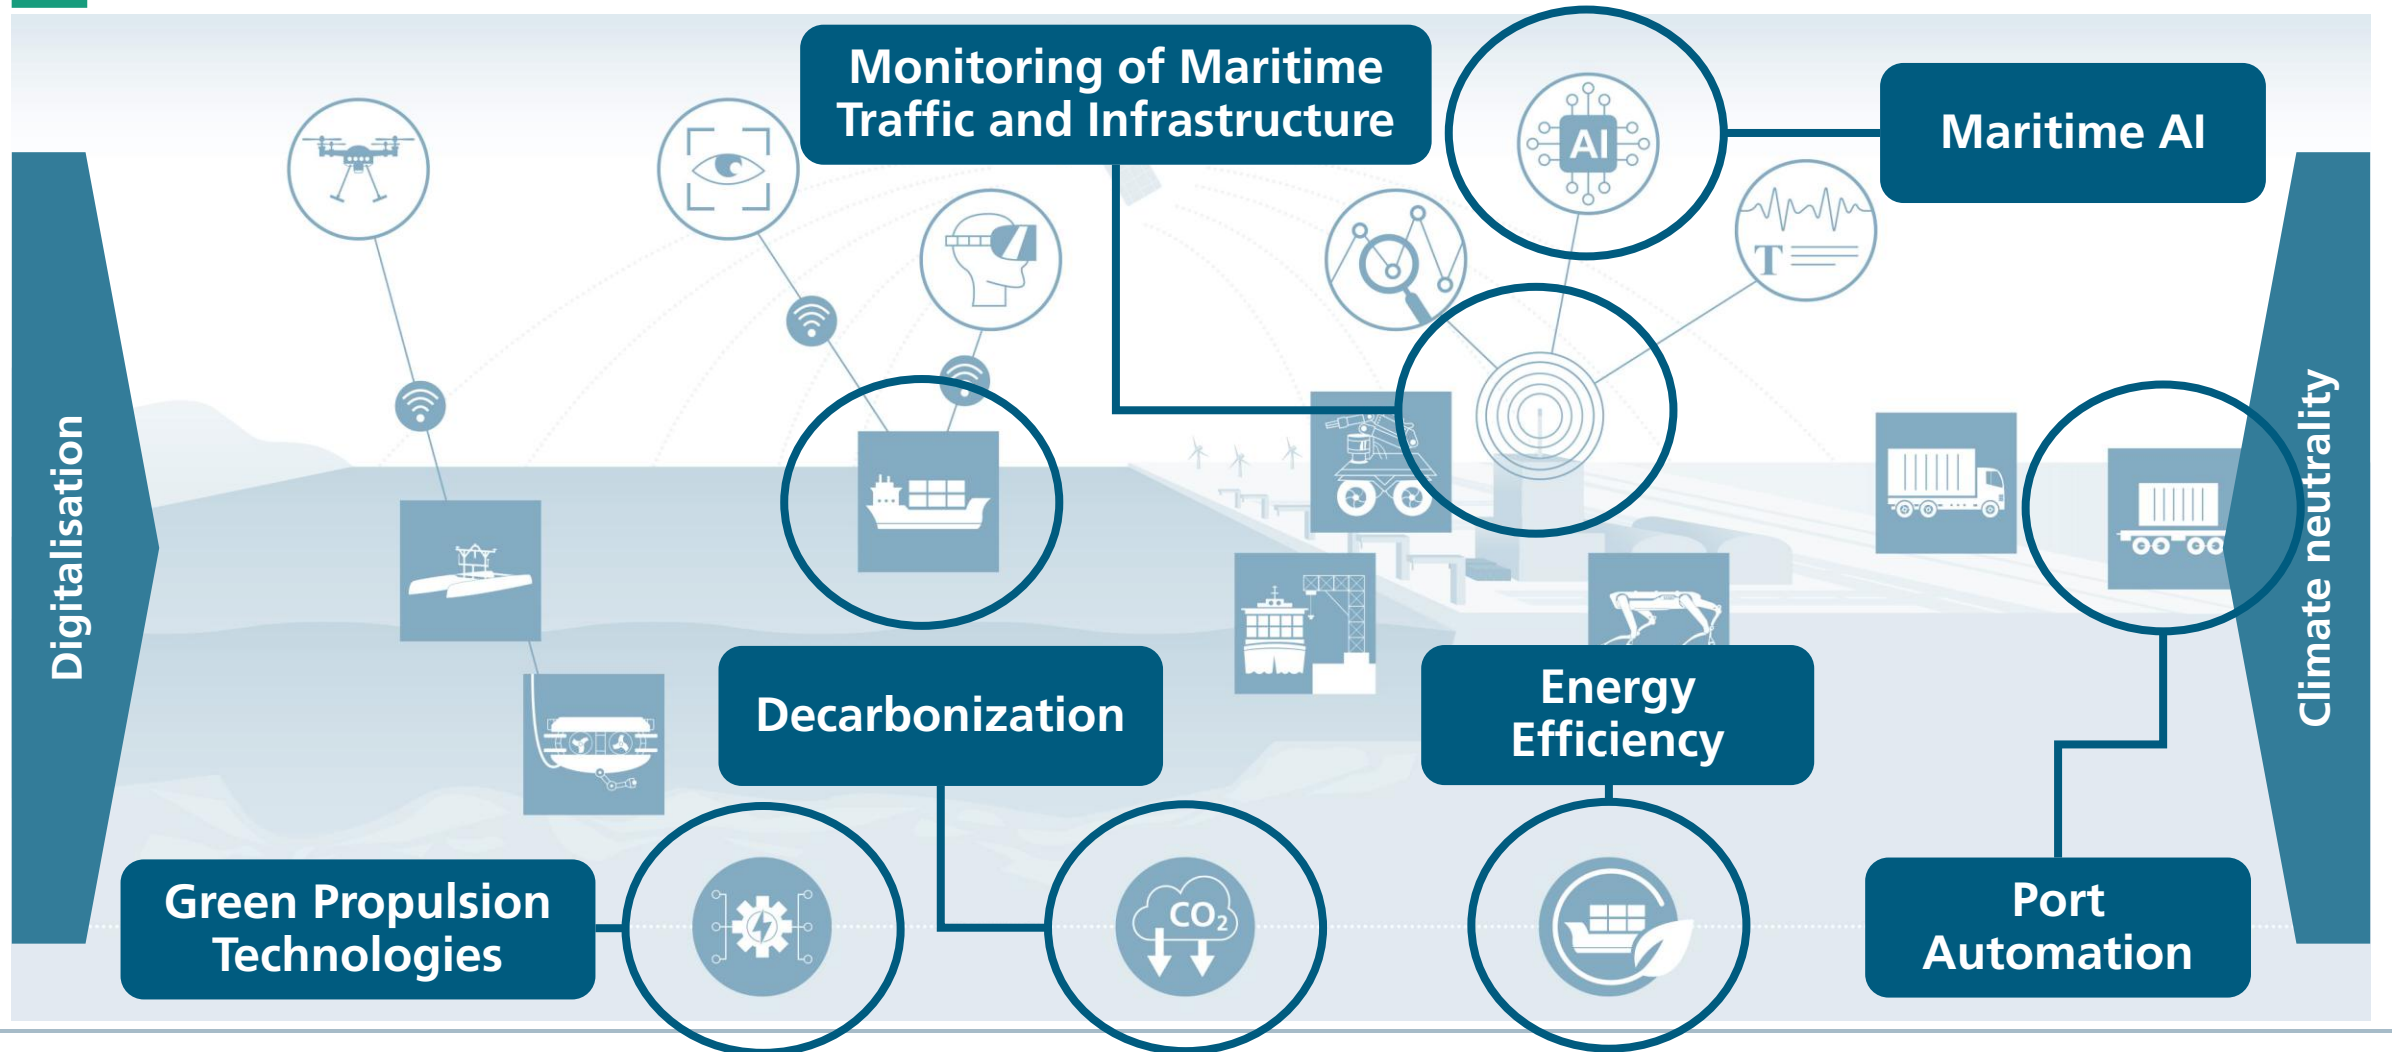 Monitoring of Maritime
Traffic and Infrastructure
AI
Maritime AI
T
Digitalisation
Climate neutrality
Decarbonization
Energy
Efficiency
Green Propulsion
Technologies
CO₂
Port
Automation